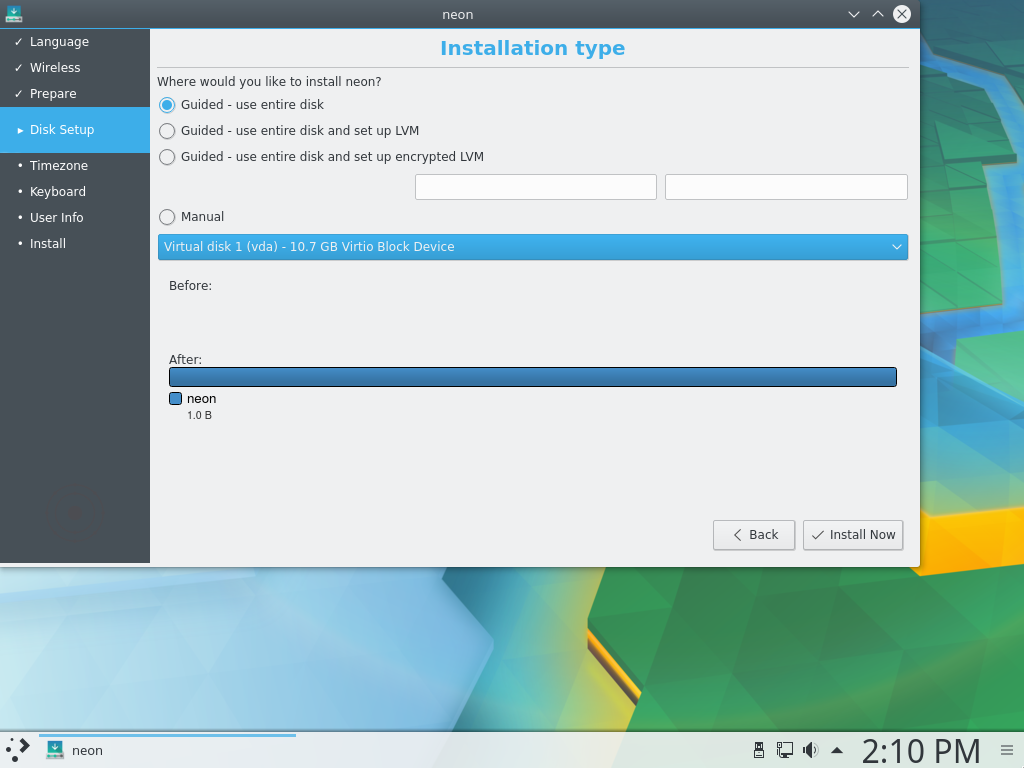 neon
Language
Wireless
Prepare
Disk Setup
Timezone
Keyboard
User Info
Install
Installation type
Where would you like to install neon?
Guided - use entire disk
Guided - use entire disk and set up LVM
Guided - use entire disk and set up encrypted LVM
Manual
Virtual disk 1 (vda) - 10.7 GB Virtio Block Device
Before:
After:
neon
1.0 B
Back
Install Now
neon
2:10 PM